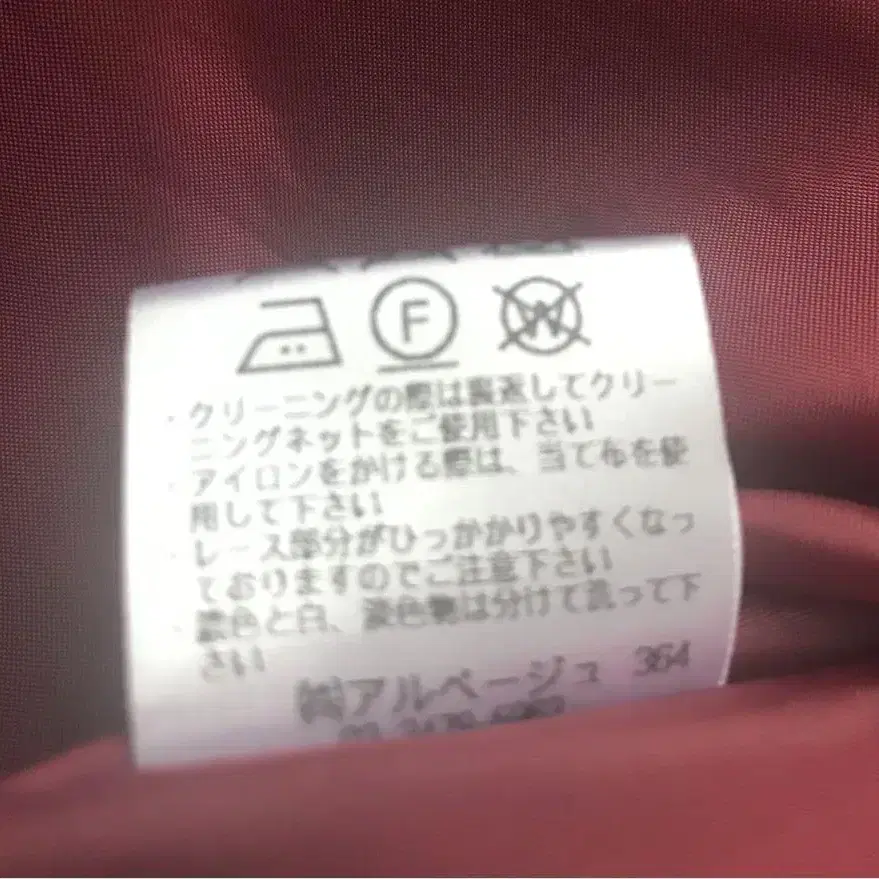 F W
・クリーニングの際は裏返してクリー
ニングネットをご使用下さい
・アイロンをかける際は、当て布を使
用して下さい
・レース部分がひっかかりやすくなっ
ておりますのでご注意下さい
・濃色と白、淡色物は分けて洗って下
さい
㈱アルページュ 364